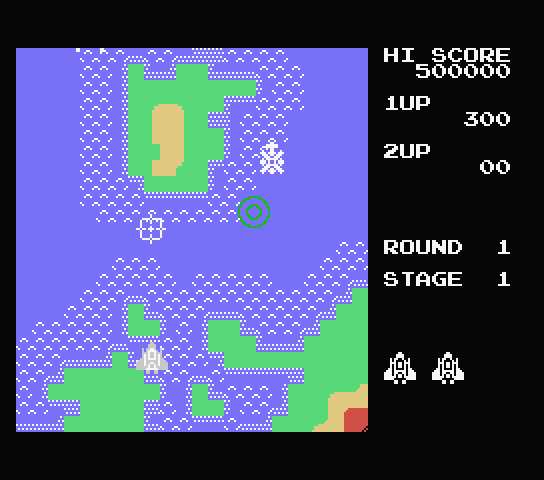 HI SCORE
500000
1UP
300
2UP
00
ROUND 1
STAGE 1